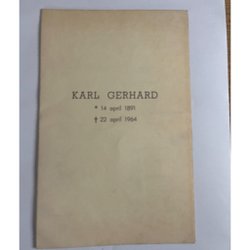 KARL GERHARD
* 14 april 1891
† 22 april 1964